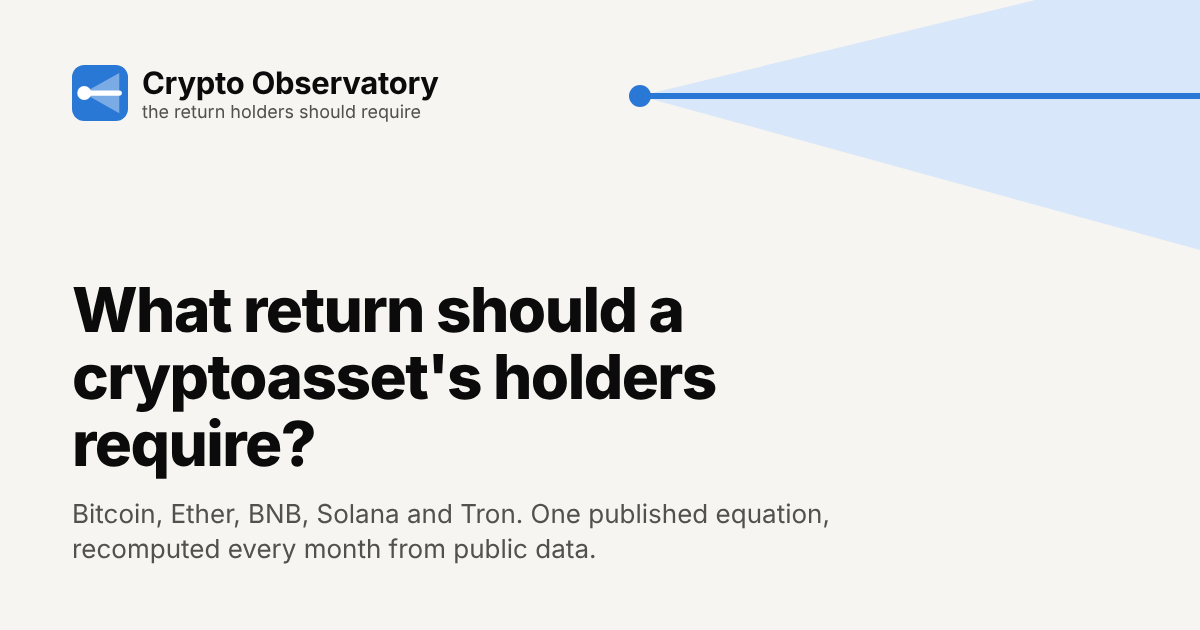 Crypto Observatory
the return holders should require
What return should a
cryptoasset's holders
require?
Bitcoin, Ether, BNB, Solana and Tron. One published equation,
recomputed every month from public data.